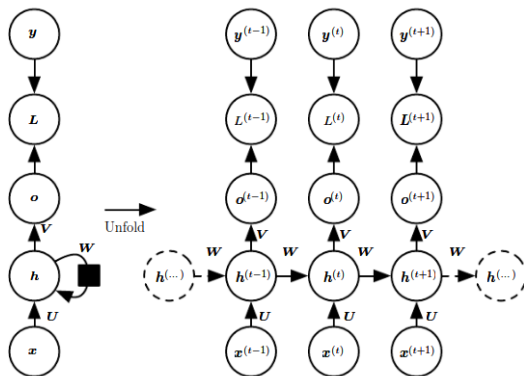 y y^(t−1) y^(t) y^(t+1)
L L^(t−1) L^(t) L^(t+1)
o o^(t−1) o^(t) o^(t+1)
Unfold
V V V V
W W W W W
h h^(...) h^(t−1) h^(t) h^(t+1) h^(...)
U U U U
x x^(t−1) x^(t) x^(t+1)